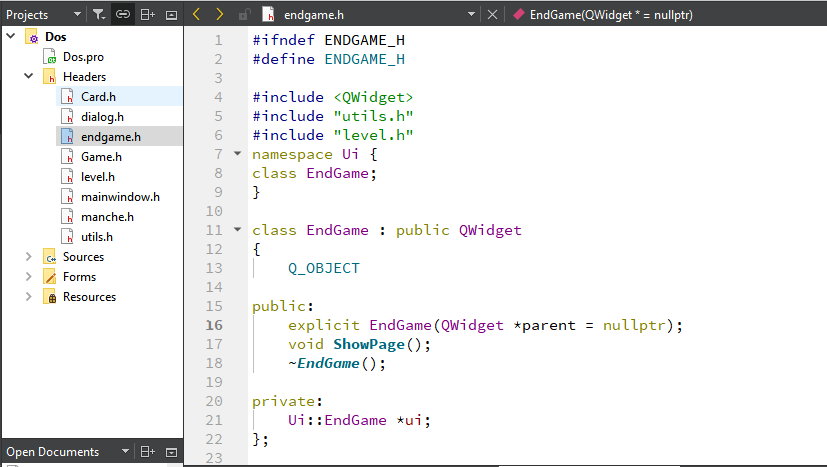 Projects
endgame.h
EndGame(QWidget * = nullptr)
Dos
Dos.pro
Headers
Card.h
dialog.h
endgame.h
Game.h
level.h
mainwindow.h
manche.h
utils.h
Sources
Forms
Resources
Open Documents
1 #ifndef ENDGAME_H
2 #define ENDGAME_H
3
4 #include <QWidget>
5 #include "utils.h"
6 #include "level.h"
7 namespace Ui {
8 class EndGame;
9 }
10
11 class EndGame : public QWidget
12 {
13     Q_OBJECT
14
15 public:
16     explicit EndGame(QWidget *parent = nullptr);
17     void ShowPage();
18     ~EndGame();
19
20 private:
21     Ui::EndGame *ui;
22 };
23